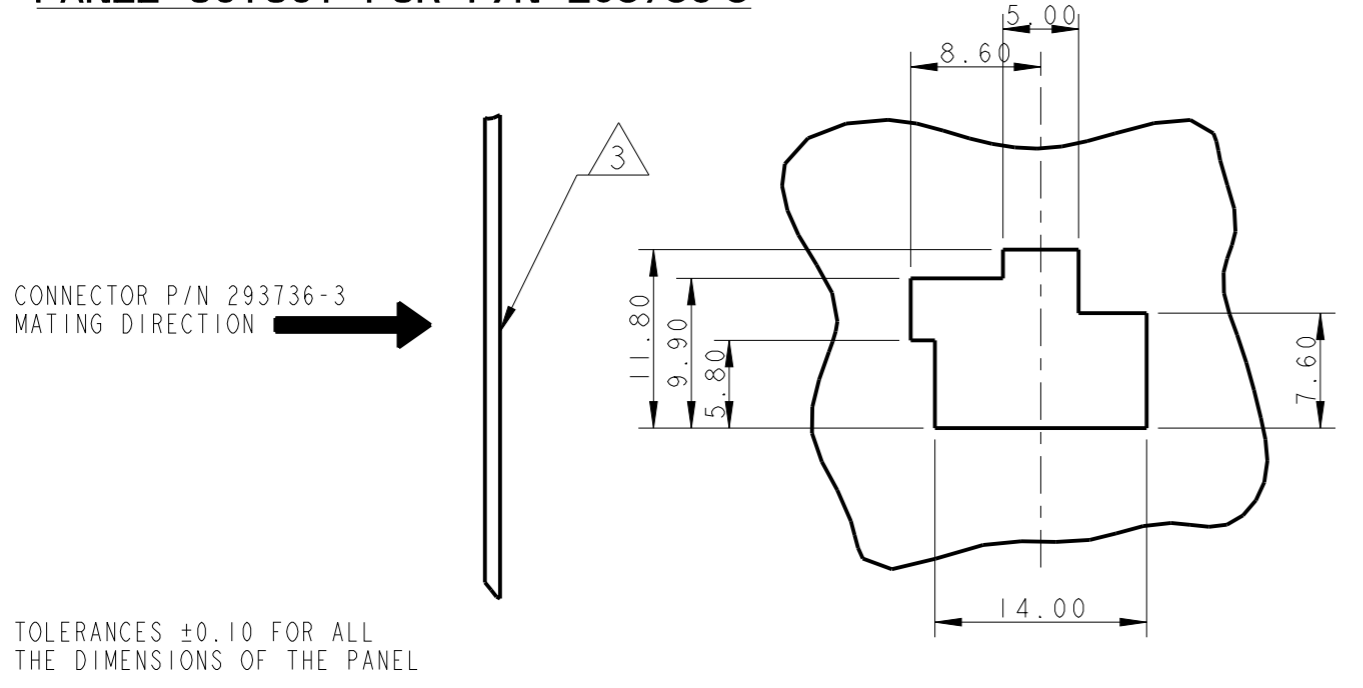 5.00
8.60
3
CONNECTOR P/N 293736-3
MATING DIRECTION
11.80
9.90
5.80
7.60
14.00
TOLERANCES ±0.10 FOR ALL
THE DIMENSIONS OF THE PANEL